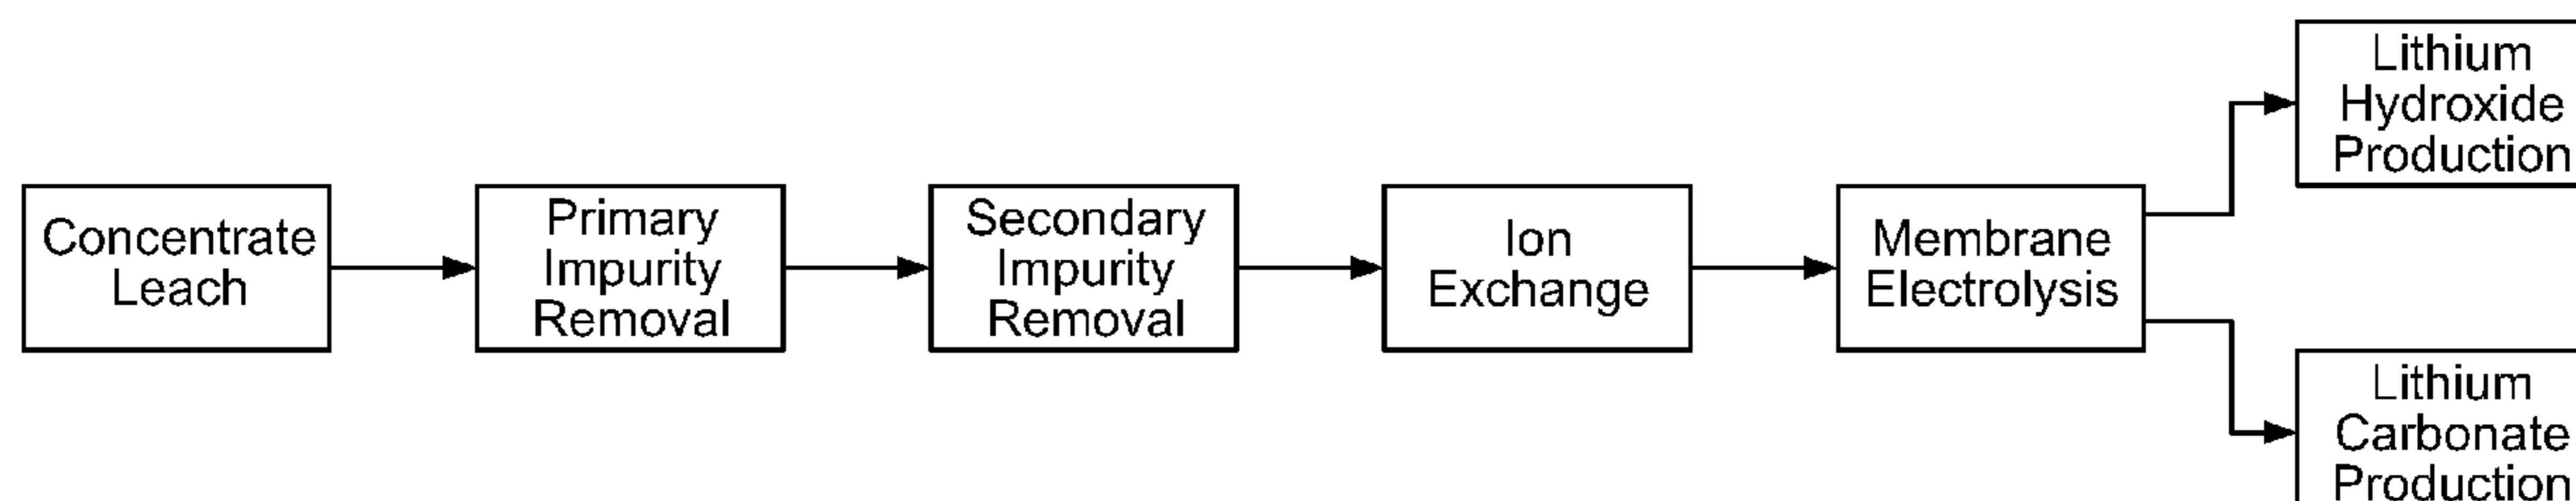 Concentrate
Leach
Primary
Impurity
Removal
Secondary
Impurity
Removal
Ion
Exchange
Membrane
Electrolysis
Lithium
Hydroxide
Production
Lithium
Carbonate
Production